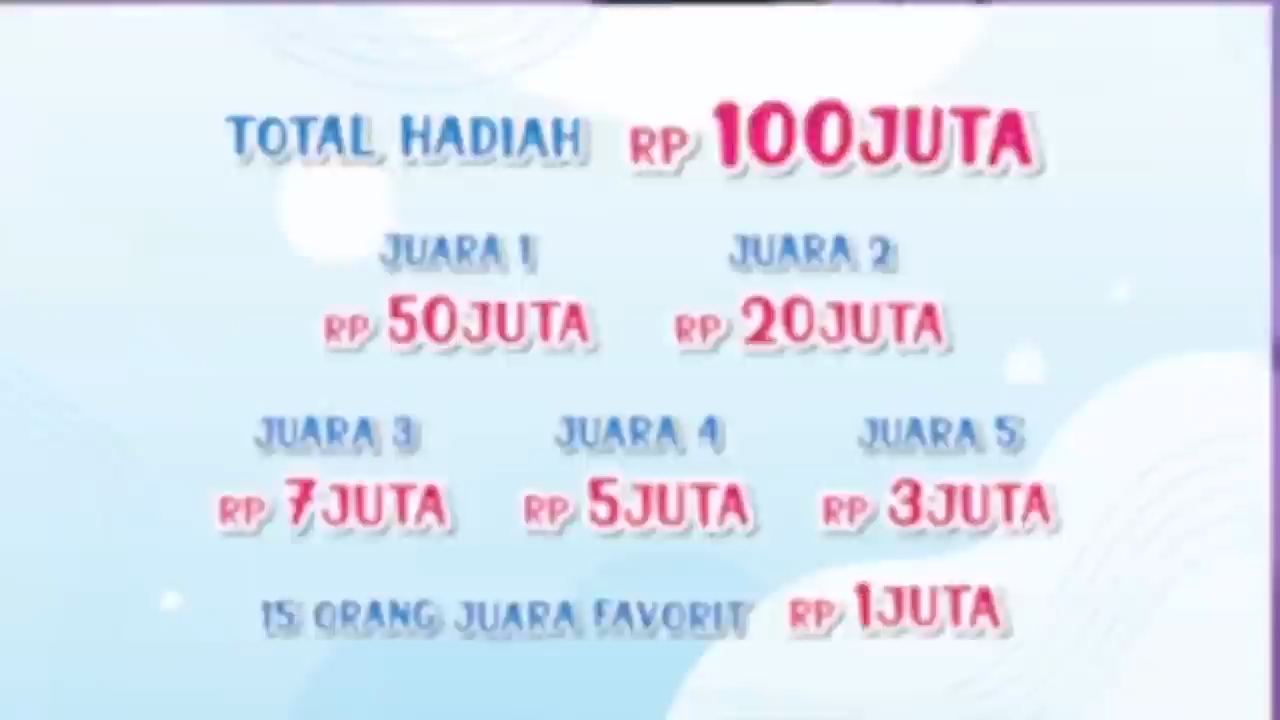 TOTAL HADIAH RP 100JUTA
JUARA 1 JUARA 2
RP 50JUTA RP 20JUTA
JUARA 3 JUARA 4 JUARA 5
RP 7JUTA RP 5JUTA RP 3JUTA
15 ORANG JUARA FAVORIT RP 1JUTA